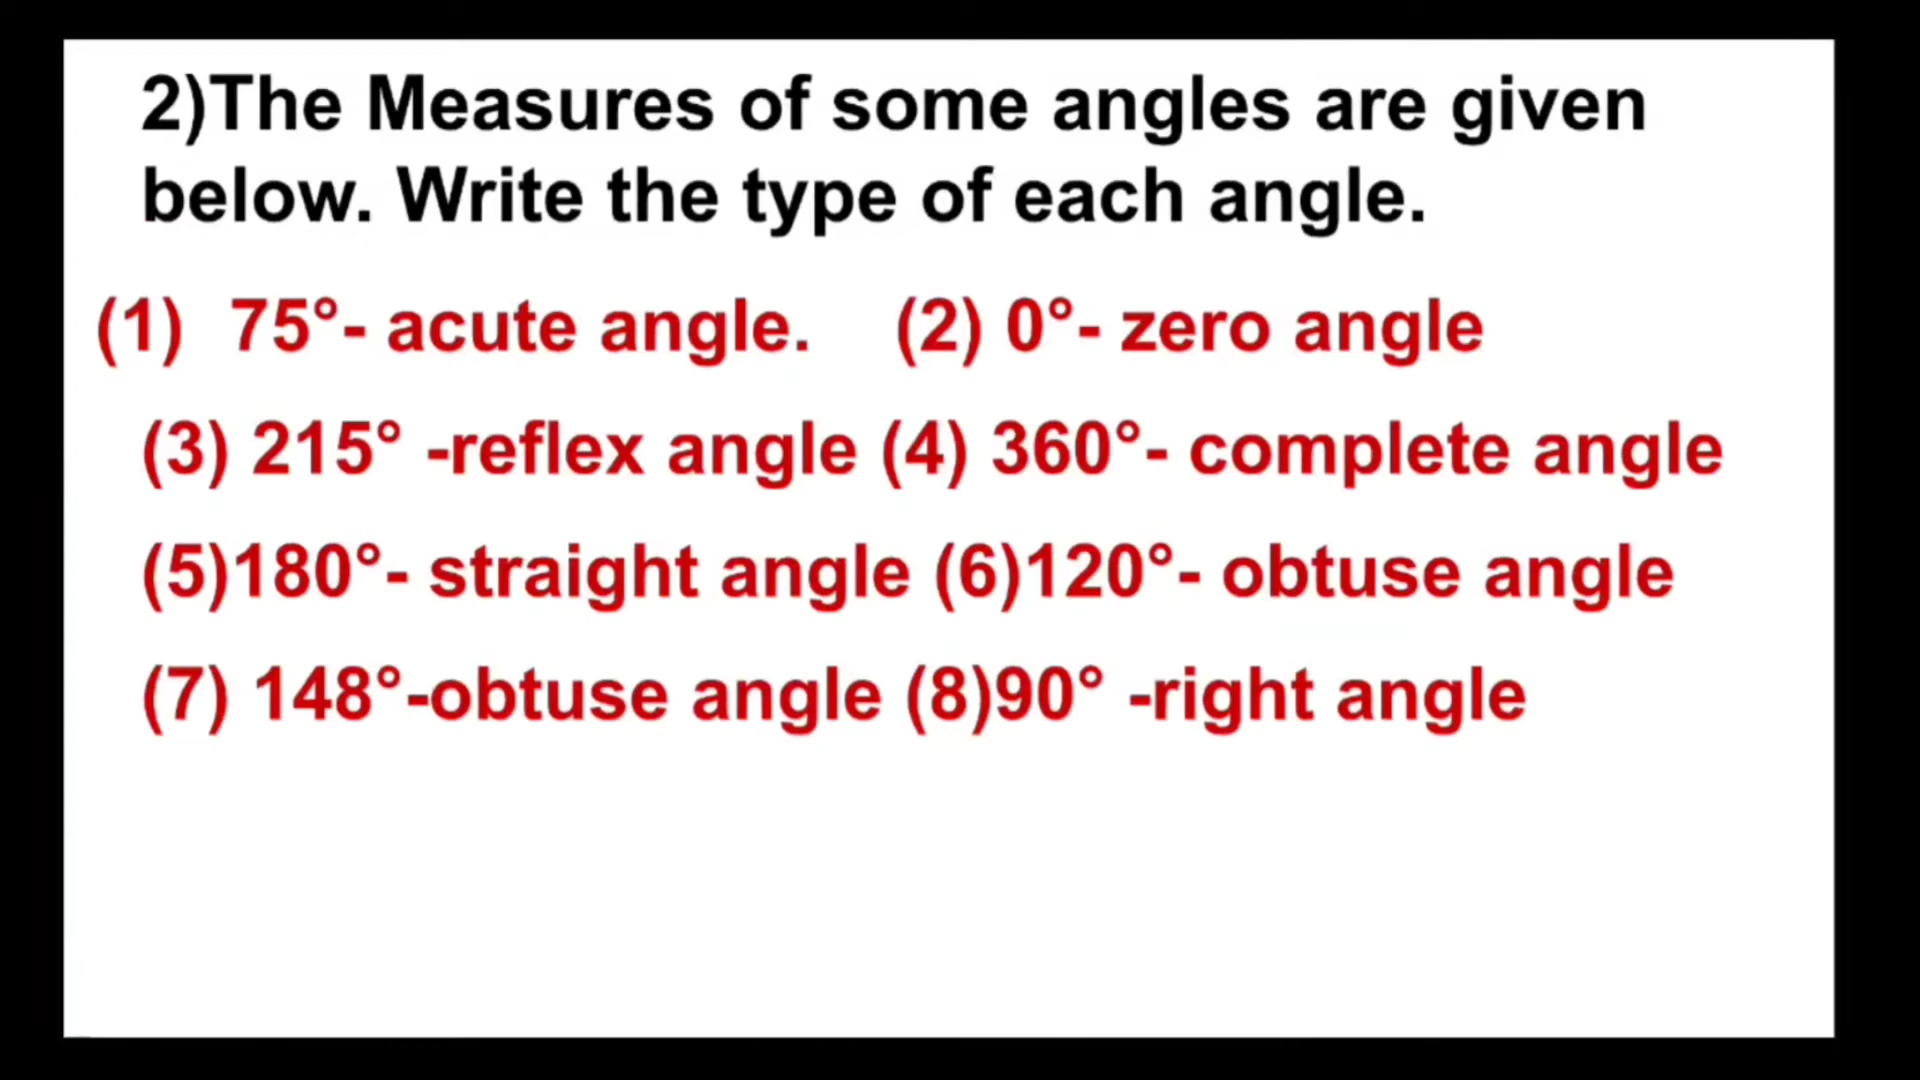 2)The Measures of some angles are given
below. Write the type of each angle.
(1) 75°- acute angle. (2) 0°- zero angle
(3) 215° -reflex angle (4) 360°- complete angle
(5)180°- straight angle (6)120°- obtuse angle
(7) 148°-obtuse angle (8)90° -right angle